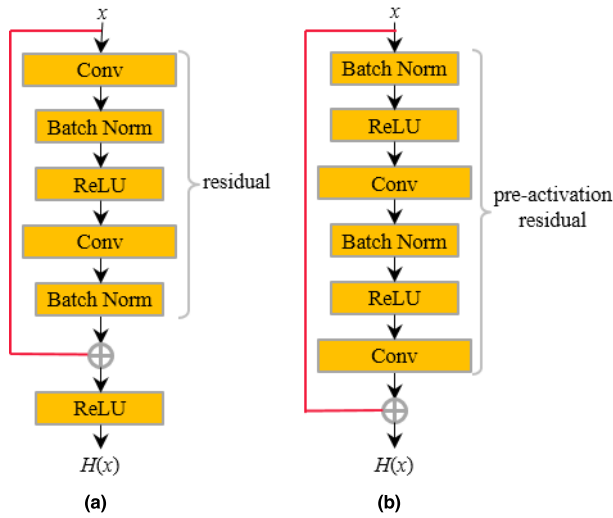 x
Conv
Batch Norm
ReLU
Conv
Batch Norm
ReLU
H(x)
residual
(a)
x
Batch Norm
ReLU
Conv
Batch Norm
ReLU
Conv
H(x)
pre-activation
residual
(b)